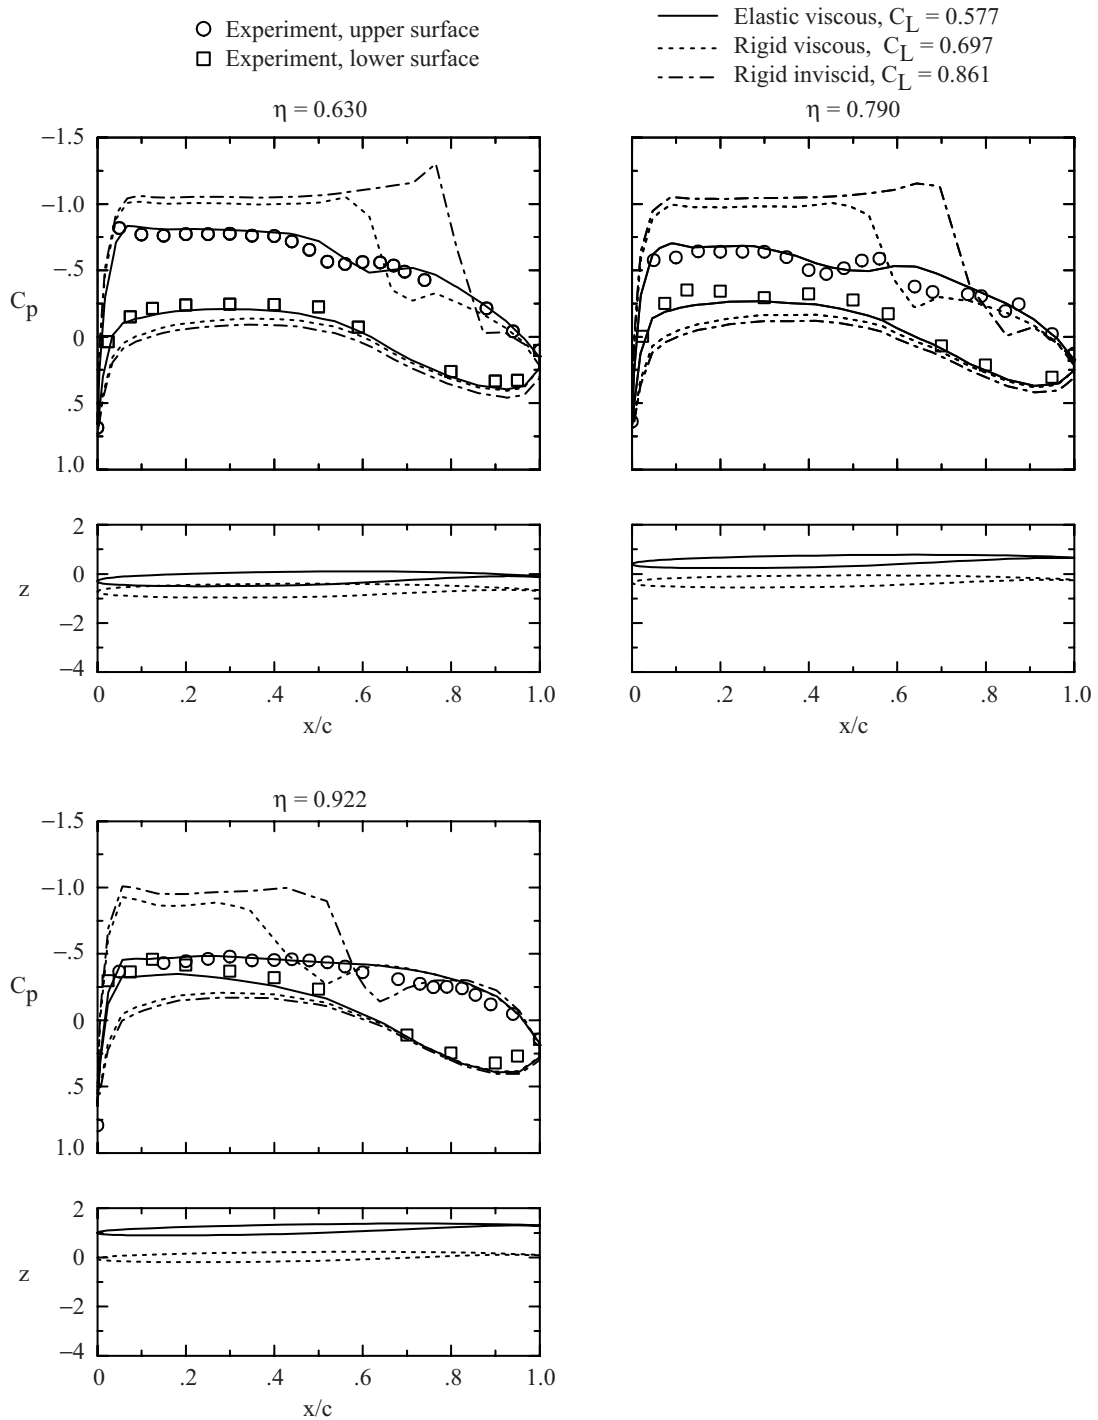 Experiment, upper surface
Experiment, lower surface
Elastic viscous, C_L = 0.577
Rigid viscous, C_L = 0.697
Rigid inviscid, C_L = 0.861
η = 0.630
–1.5
–1.0
–.5
0
.5
1.0
C_p
2
0
–2
–4
z
0 .2 .4 .6 .8 1.0
x/c
η = 0.790
0 .2 .4 .6 .8 1.0
x/c
η = 0.922
–1.5
–1.0
–.5
0
.5
1.0
C_p
2
0
–2
–4
z
0 .2 .4 .6 .8 1.0
x/c